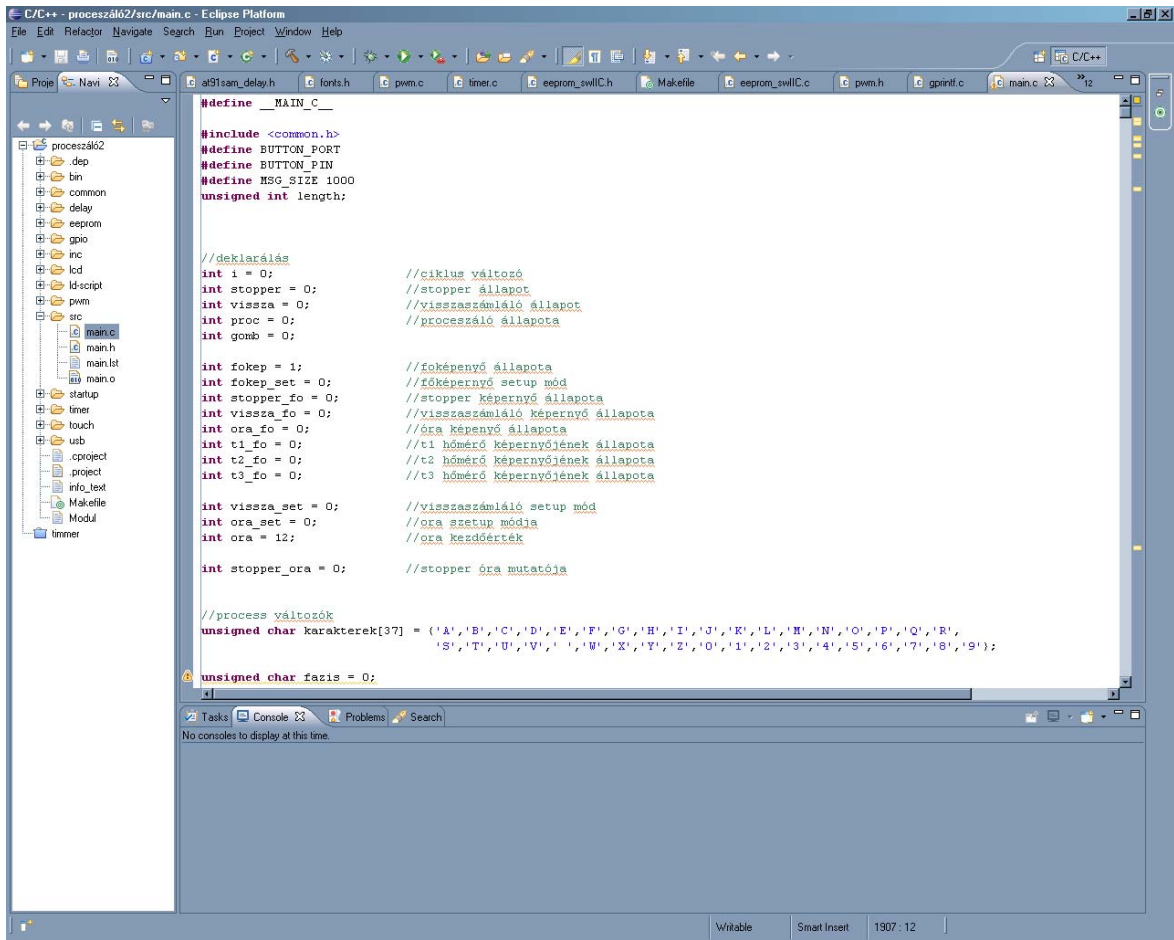 C/C++ - proceszáló2/src/main.c - Eclipse Platform
File Edit Refactor Navigate Search Run Project Window Help
C/C++
Proje Navi
at91sam_delay.h fonts.h pwm.c timer.c eeprom_swIIC.h Makefile eeprom_swIIC.c pwm.h gprintf.c main.c »12
proceszáló2
.dep
bin
common
delay
eeprom
gpio
inc
lcd
ld-script
pwm
src
main.c
main.h
main.lst
main.o
startup
timer
touch
usb
.cproject
.project
info_text
Makefile
Modul
timmer
#define __MAIN_C__
#include <common.h>
#define BUTTON_PORT
#define BUTTON_PIN
#define MSG_SIZE 1000
unsigned int length;
//deklarálás
int i = 0; //ciklus változó
int stopper = 0; //stopper állapot
int vissza = 0; //visszaszámláló állapot
int proc = 0; //proceszáló állapota
int gomb = 0;
int fokep = 1; //foképenyő állapota
int fokep_set = 0; //főképernyő setup mód
int stopper_fo = 0; //stopper képernyő állapota
int vissza_fo = 0; //visszaszámláló képernyő állapota
int ora_fo = 0; //óra képenyő állapota
int t1_fo = 0; //t1 hőmérő képernyőjének állapota
int t2_fo = 0; //t2 hőmérő képernyőjének állapota
int t3_fo = 0; //t3 hőmérő képernyőjének állapota
int vissza_set = 0; //visszaszámláló setup mód
int ora_set = 0; //ora szetup módja
int ora = 12; //ora kezdőérték
int stopper_ora = 0; //stopper óra mutatója
//process változók
unsigned char karakterek[37] = {'A','B','C','D','E','F','G','H','I','J','K','L','M','N','O','P','Q','R',
'S','T','U','V',' ','W','X','Y','Z','0','1','2','3','4','5','6','7','8','9'};
unsigned char fazis = 0;
Tasks Console Problems Search
No consoles to display at this time.
Writable Smart Insert 1907 : 12